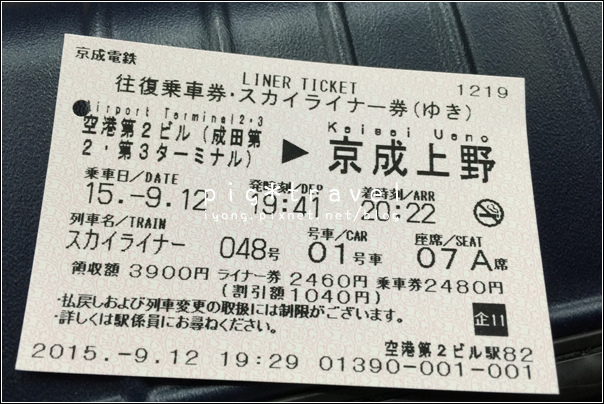 京成電鉄
LINER TICKET
1219
往復乗車券・スカイライナー券(ゆき)
Airport Terminal2・3
Keisei Ueno
空港第2ビル(成田第
2・第3ターミナル)
▶ 京成上野
乗車日/DATE 発時刻/DEP 着時刻/ARR
15.-9.12 19:41 20:22
pig travel
iyong.pixnet.net/blog
列車名/TRAIN 号車/CAR 座席/SEAT
スカイライナー 048号 01号車 07A席
領収額 3900円 ライナー券 2460円 乗車券2480円
(割引額1040円)
・払戻しおよび列車変更の取扱には制限がございます。
・詳しくは駅係員にお尋ねください。
企11
空港第2ビル駅82
2015.-9.12 19:29 01390-001-001